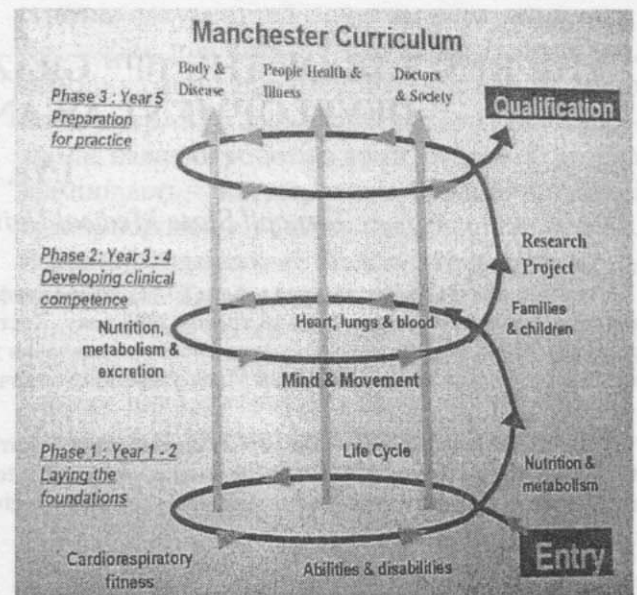 Manchester Curriculum
Body &
Disease
People Health &
Illness
Doctors
& Society
Phase 3 : Year 5
Preparation
for practice
Qualification
Research
Project
Phase 2 : Year 3 - 4
Developing clinical
competence
Nutrition,
metabolism &
excretion
Heart, lungs & blood
Families
& children
Mind & Movement
Phase 1 : Year 1 - 2
Laying the
foundations
Life Cycle
Nutrition &
metabolism
Cardiorespiratory
fitness
Abilities & disabilities
Entry